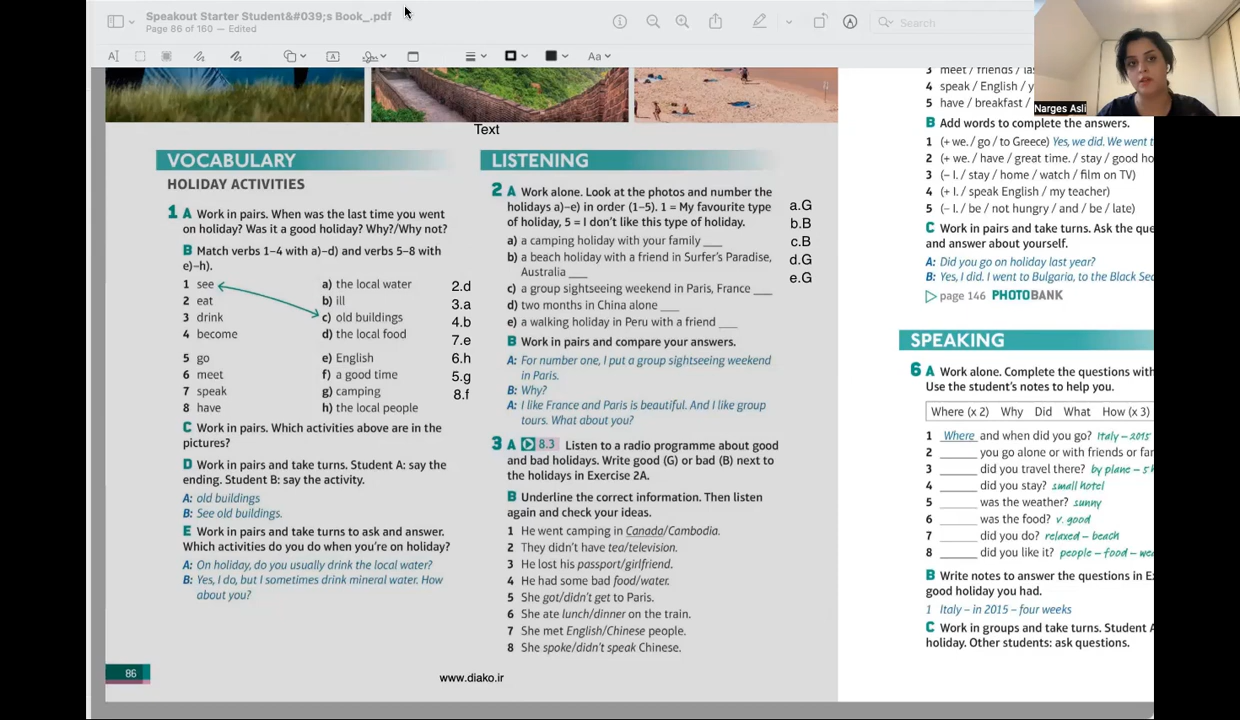 Speakout Starter Student&#039;s Book_.pdf
Page 86 of 160 — Edited
Search
Narges Asli
Text
VOCABULARY
HOLIDAY ACTIVITIES
1 A Work in pairs. When was the last time you went
on holiday? Was it a good holiday? Why?/Why not?
B Match verbs 1–4 with a)–d) and verbs 5–8 with
e)–h).
1 see a) the local water
2 eat b) ill
3 drink c) old buildings
4 become d) the local food
5 go e) English
6 meet f) a good time
7 speak g) camping
8 have h) the local people
2.d
3.a
4.b
7.e
6.h
5.g
8.f
C Work in pairs. Which activities above are in the
pictures?
D Work in pairs and take turns. Student A: say the
ending. Student B: say the activity.
A: old buildings
B: See old buildings.
E Work in pairs and take turns to ask and answer.
Which activities do you do when you're on holiday?
A: On holiday, do you usually drink the local water?
B: Yes, I do, but I sometimes drink mineral water. How
about you?
86
LISTENING
2 A Work alone. Look at the photos and number the
holidays a)–e) in order (1–5). 1 = My favourite type
of holiday, 5 = I don't like this type of holiday.
a) a camping holiday with your family ___
b) a beach holiday with a friend in Surfer's Paradise,
Australia ___
c) a group sightseeing weekend in Paris, France ___
d) two months in China alone ___
e) a walking holiday in Peru with a friend ___
a.G
b.B
c.B
d.G
e.G
B Work in pairs and compare your answers.
A: For number one, I put a group sightseeing weekend
in Paris.
B: Why?
A: I like France and Paris is beautiful. And I like group
tours. What about you?
3 A 8.3 Listen to a radio programme about good
and bad holidays. Write good (G) or bad (B) next to
the holidays in Exercise 2A.
B Underline the correct information. Then listen
again and check your ideas.
1 He went camping in Canada/Cambodia.
2 They didn't have tea/television.
3 He lost his passport/girlfriend.
4 He had some bad food/water.
5 She got/didn't get to Paris.
6 She ate lunch/dinner on the train.
7 She met English/Chinese people.
8 She spoke/didn't speak Chinese.
www.diako.ir
3 meet / friends / la
4 speak / English / y
5 have / breakfast /
B Add words to complete the answers.
1 (+ we. / go / to Greece) Yes, we did. We went t
2 (+ we. / have / great time. / stay / good ho
3 (– I. / stay / home / watch / film on TV)
4 (+ I. / speak English / my teacher)
5 (– I. / be / not hungry / and / be / late)
C Work in pairs and take turns. Ask the que
and answer about yourself.
A: Did you go on holiday last year?
B: Yes, I did. I went to Bulgaria, to the Black Sea
page 146 PHOTOBANK
SPEAKING
6 A Work alone. Complete the questions with
Use the student's notes to help you.
Where (x 2) Why Did What How (x 3)
1 Where and when did you go? Italy – 2015
2 ______ you go alone or with friends or far
3 ______ did you travel there? by plane – 5 h
4 ______ did you stay? small hotel
5 ______ was the weather? sunny
6 ______ was the food? v. good
7 ______ did you do? relaxed – beach
8 ______ did you like it? people – food – wea
B Write notes to answer the questions in Ex
good holiday you had.
1 Italy – in 2015 – four weeks
C Work in groups and take turns. Student A
holiday. Other students: ask questions.